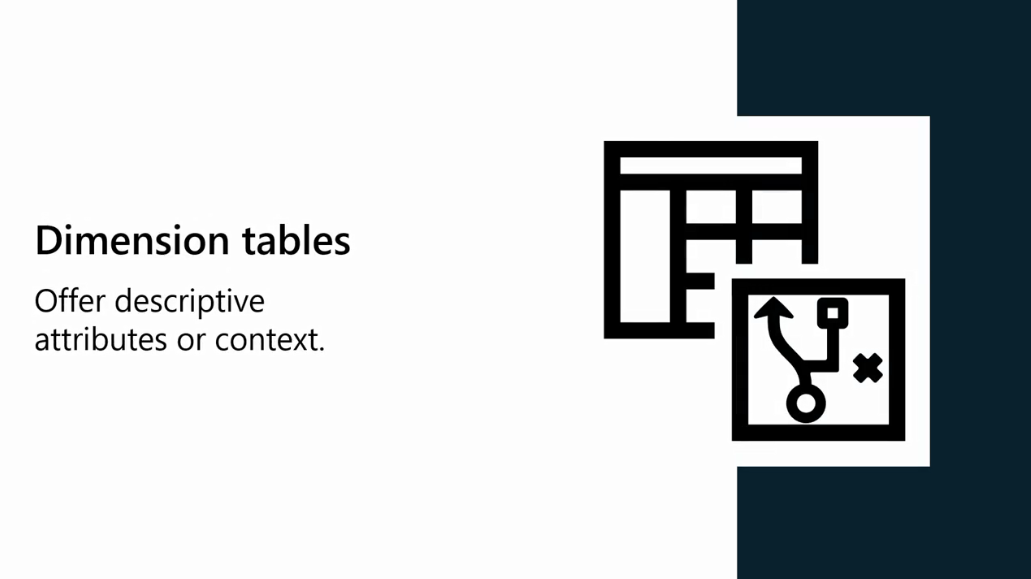 Dimension tables
Offer descriptive
attributes or context.